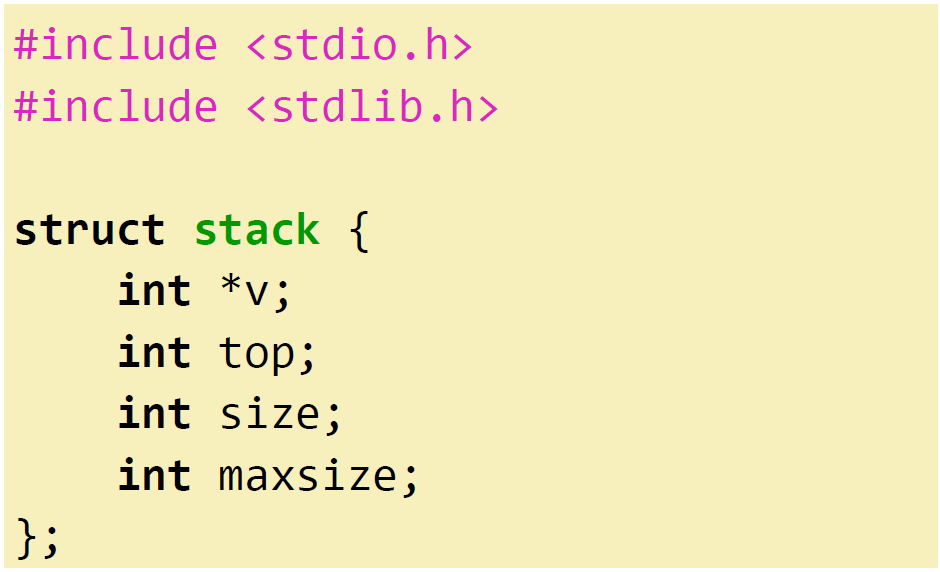 #include <stdio.h>
#include <stdlib.h>
struct stack {
    int *v;
    int top;
    int size;
    int maxsize;
};